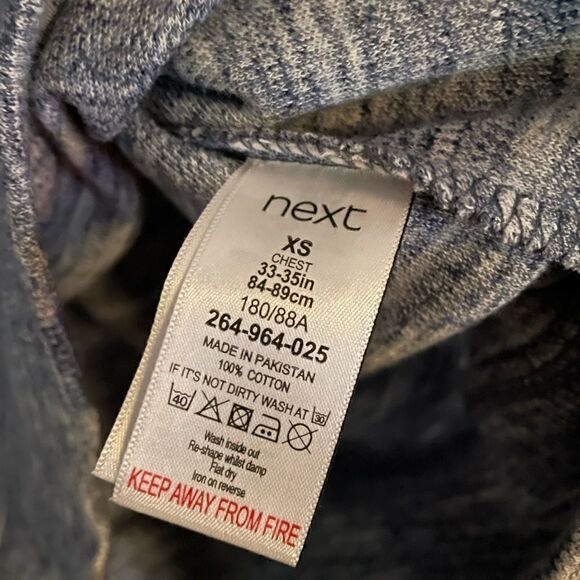 next
XS
CHEST
33-35in
84-89cm
180/88A
264-964-025
MADE IN PAKISTAN
100% COTTON
IF IT'S NOT DIRTY WASH AT 30
40
Wash inside out
Re-shape whilst damp
Flat dry
Iron on reverse
KEEP AWAY FROM FIRE